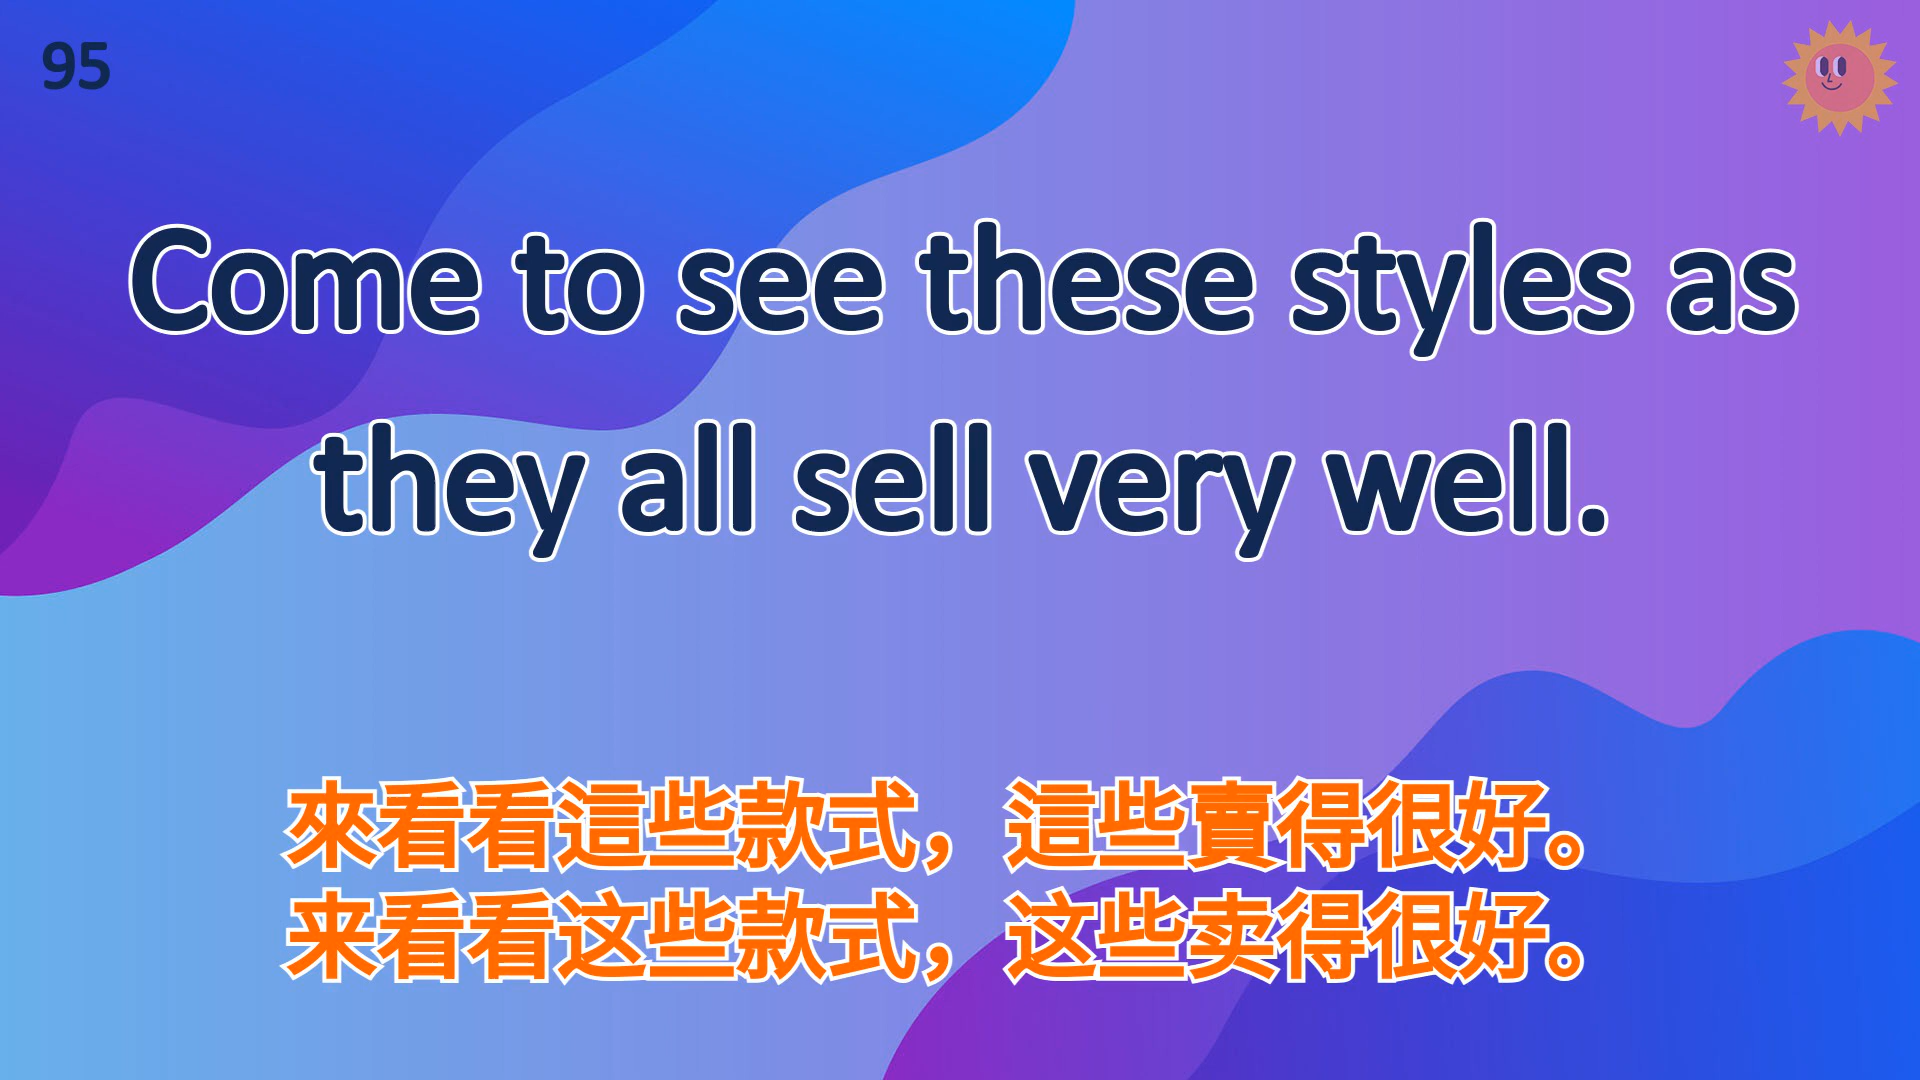 95
Come to see these styles as
they all sell very well.
來看看這些款式，這些賣得很好。
来看看这些款式，这些卖得很好。